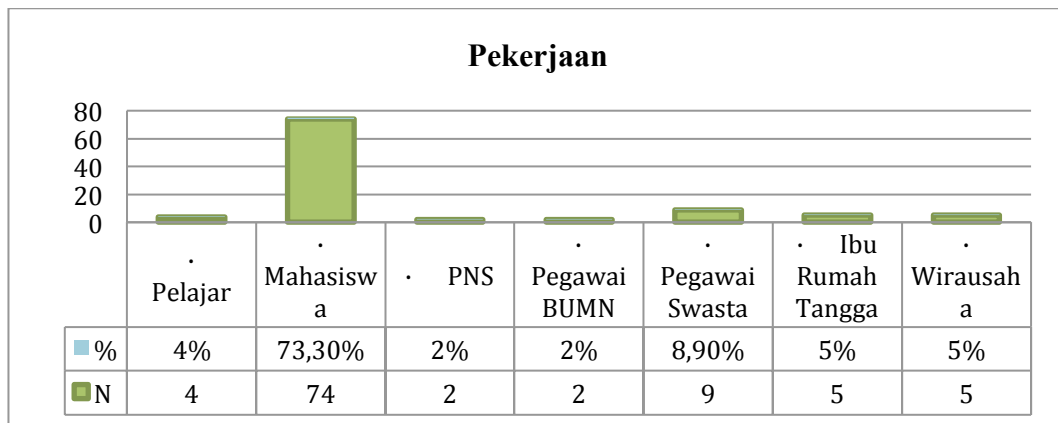 Pekerjaan
80
60
40
20
0
· Pelajar
· Mahasisw
a
· PNS
· Pegawai
BUMN
· Pegawai
Swasta
· Ibu
Rumah
Tangga
· Wirausah
a
% 4% 73,30% 2% 2% 8,90% 5% 5%
N 4 74 2 2 9 5 5